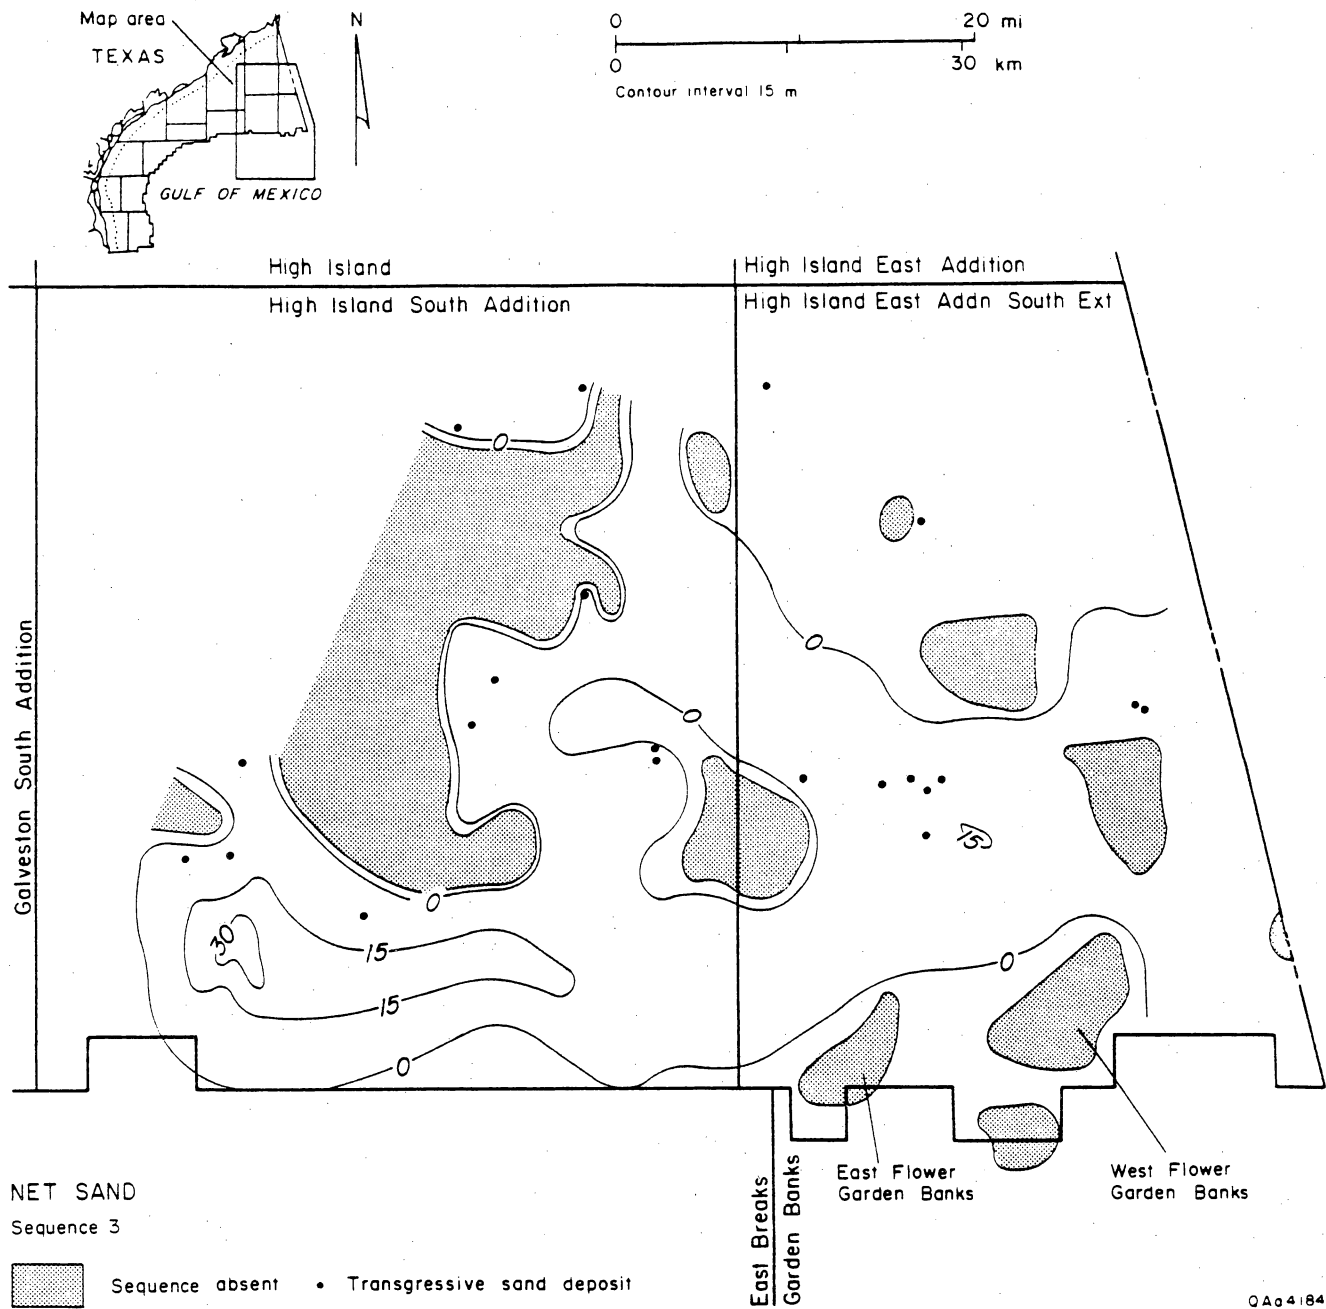 Map area
TEXAS
GULF OF MEXICO
N
0 20 mi
0 30 km
Contour interval 15 m
High Island
High Island East Addition
High Island South Addition
High Island East Addn South Ext
Galveston South Addition
0
0
0
15
0
30
15
0
15
0
East Breaks
Garden Banks
East Flower
Garden Banks
West Flower
Garden Banks
NET SAND
Sequence 3
Sequence absent
Transgressive sand deposit
QAa4184